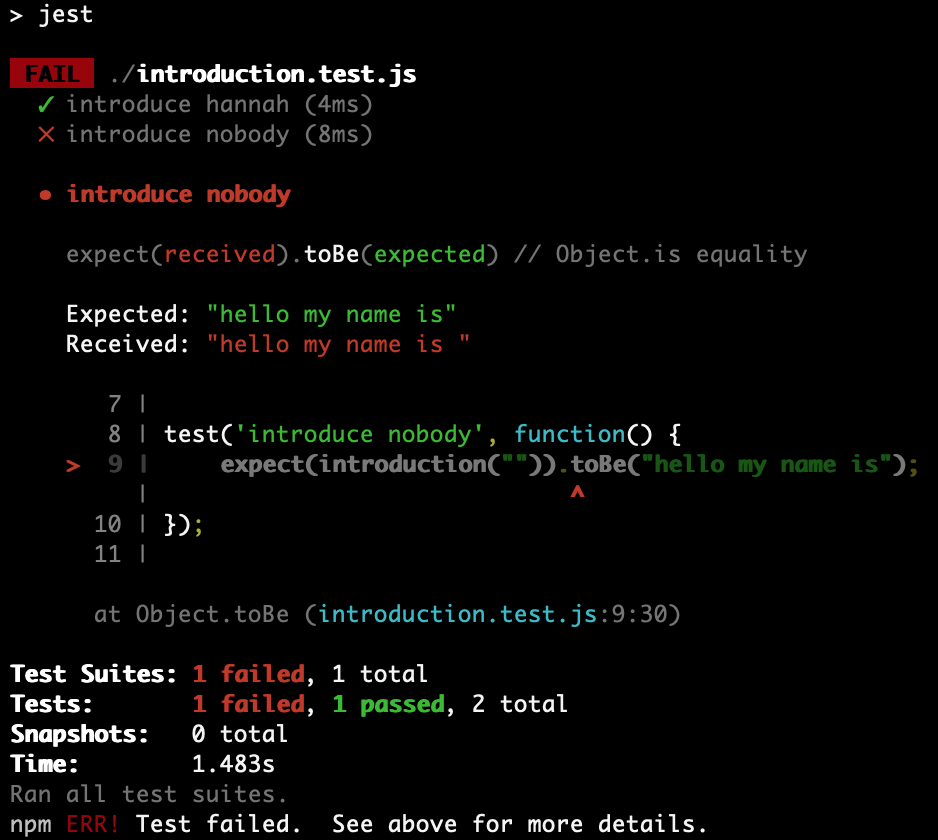 > jest
FAIL ./introduction.test.js
✓ introduce hannah (4ms)
✕ introduce nobody (8ms)
● introduce nobody
expect(received).toBe(expected) // Object.is equality
Expected: "hello my name is"
Received: "hello my name is "
7 |
8 | test('introduce nobody', function() {
> 9 |     expect(introduction("")).toBe("hello my name is");
|                              ^
10 | });
11 |
at Object.toBe (introduction.test.js:9:30)
Test Suites: 1 failed, 1 total
Tests:       1 failed, 1 passed, 2 total
Snapshots:   0 total
Time:        1.483s
Ran all test suites.
npm ERR! Test failed.  See above for more details.